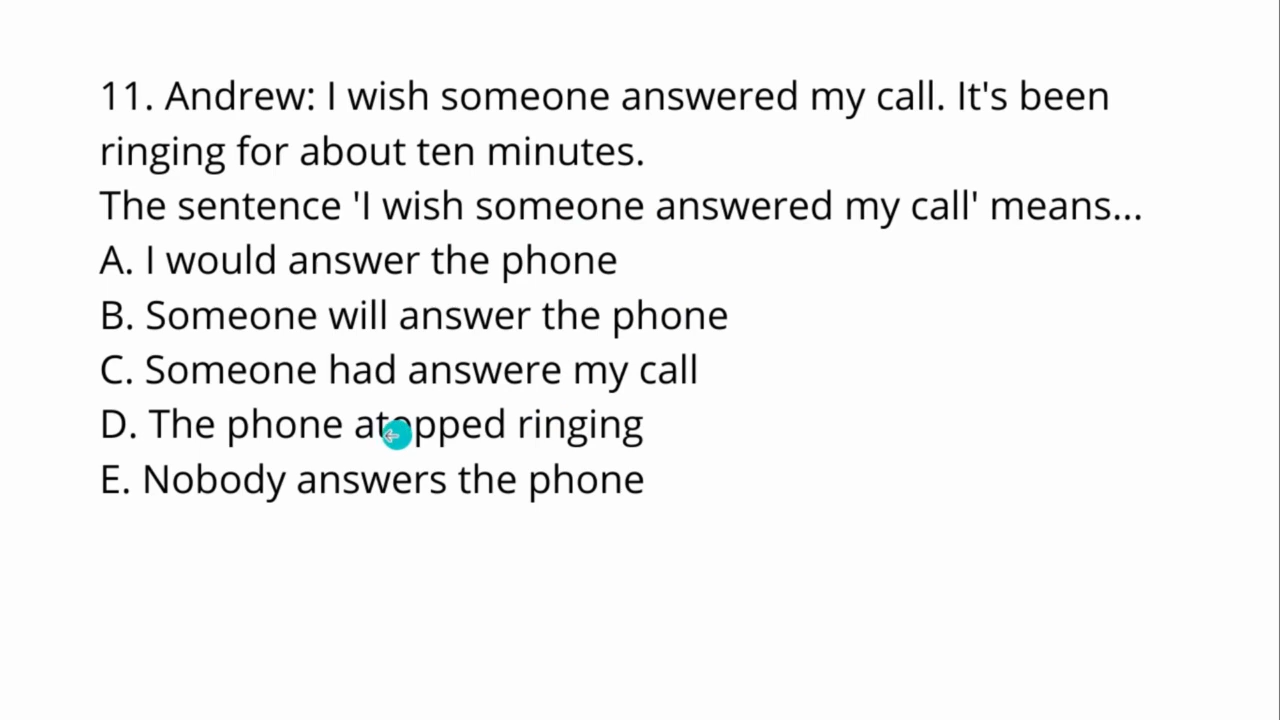 11. Andrew: I wish someone answered my call. It's been
ringing for about ten minutes.
The sentence 'I wish someone answered my call' means...
A. I would answer the phone
B. Someone will answer the phone
C. Someone had answere my call
D. The phone atopped ringing
E. Nobody answers the phone